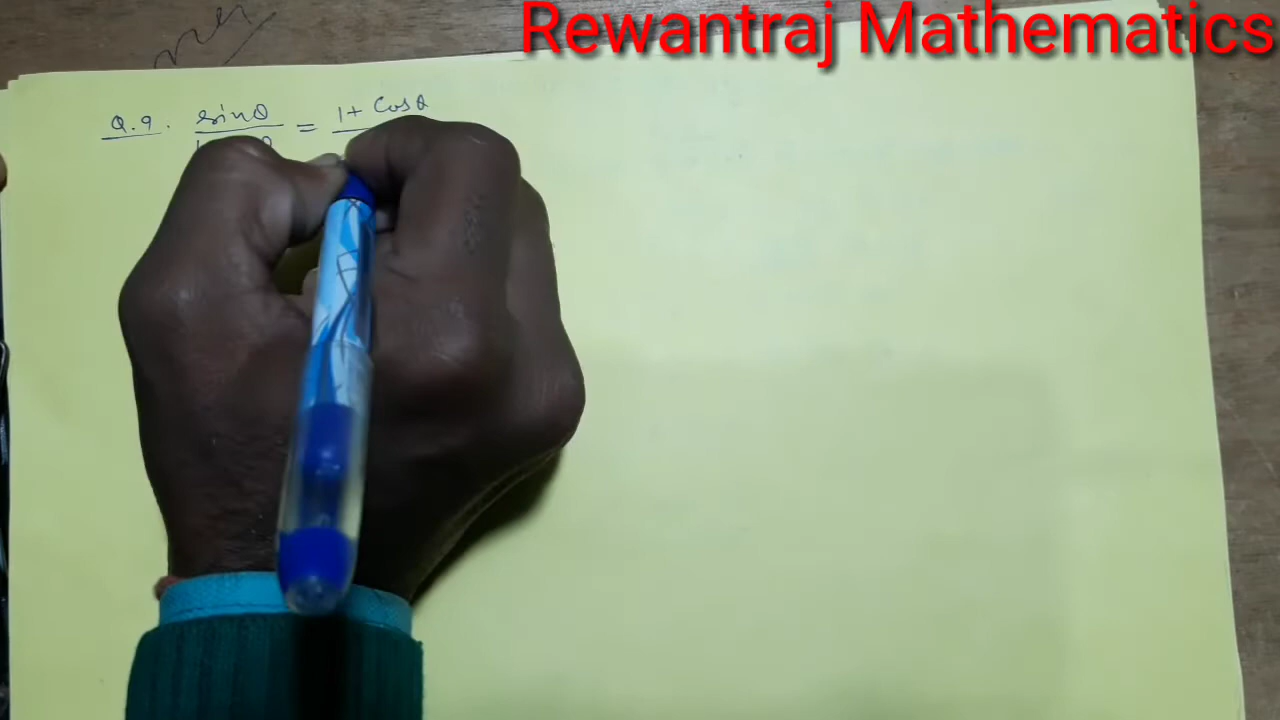 Rewantraj Mathematics
Q.9. sinθ = 1+ Cosθ